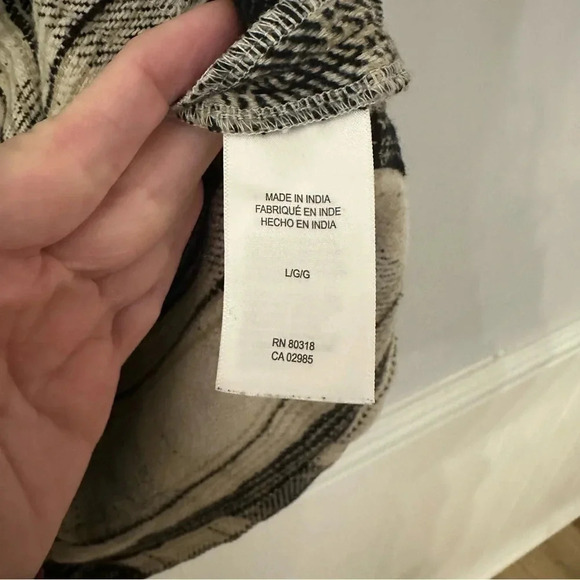 MADE IN INDIA
FABRIQUÉ EN INDE
HECHO EN INDIA
L/G/G
RN 80318
CA 02985